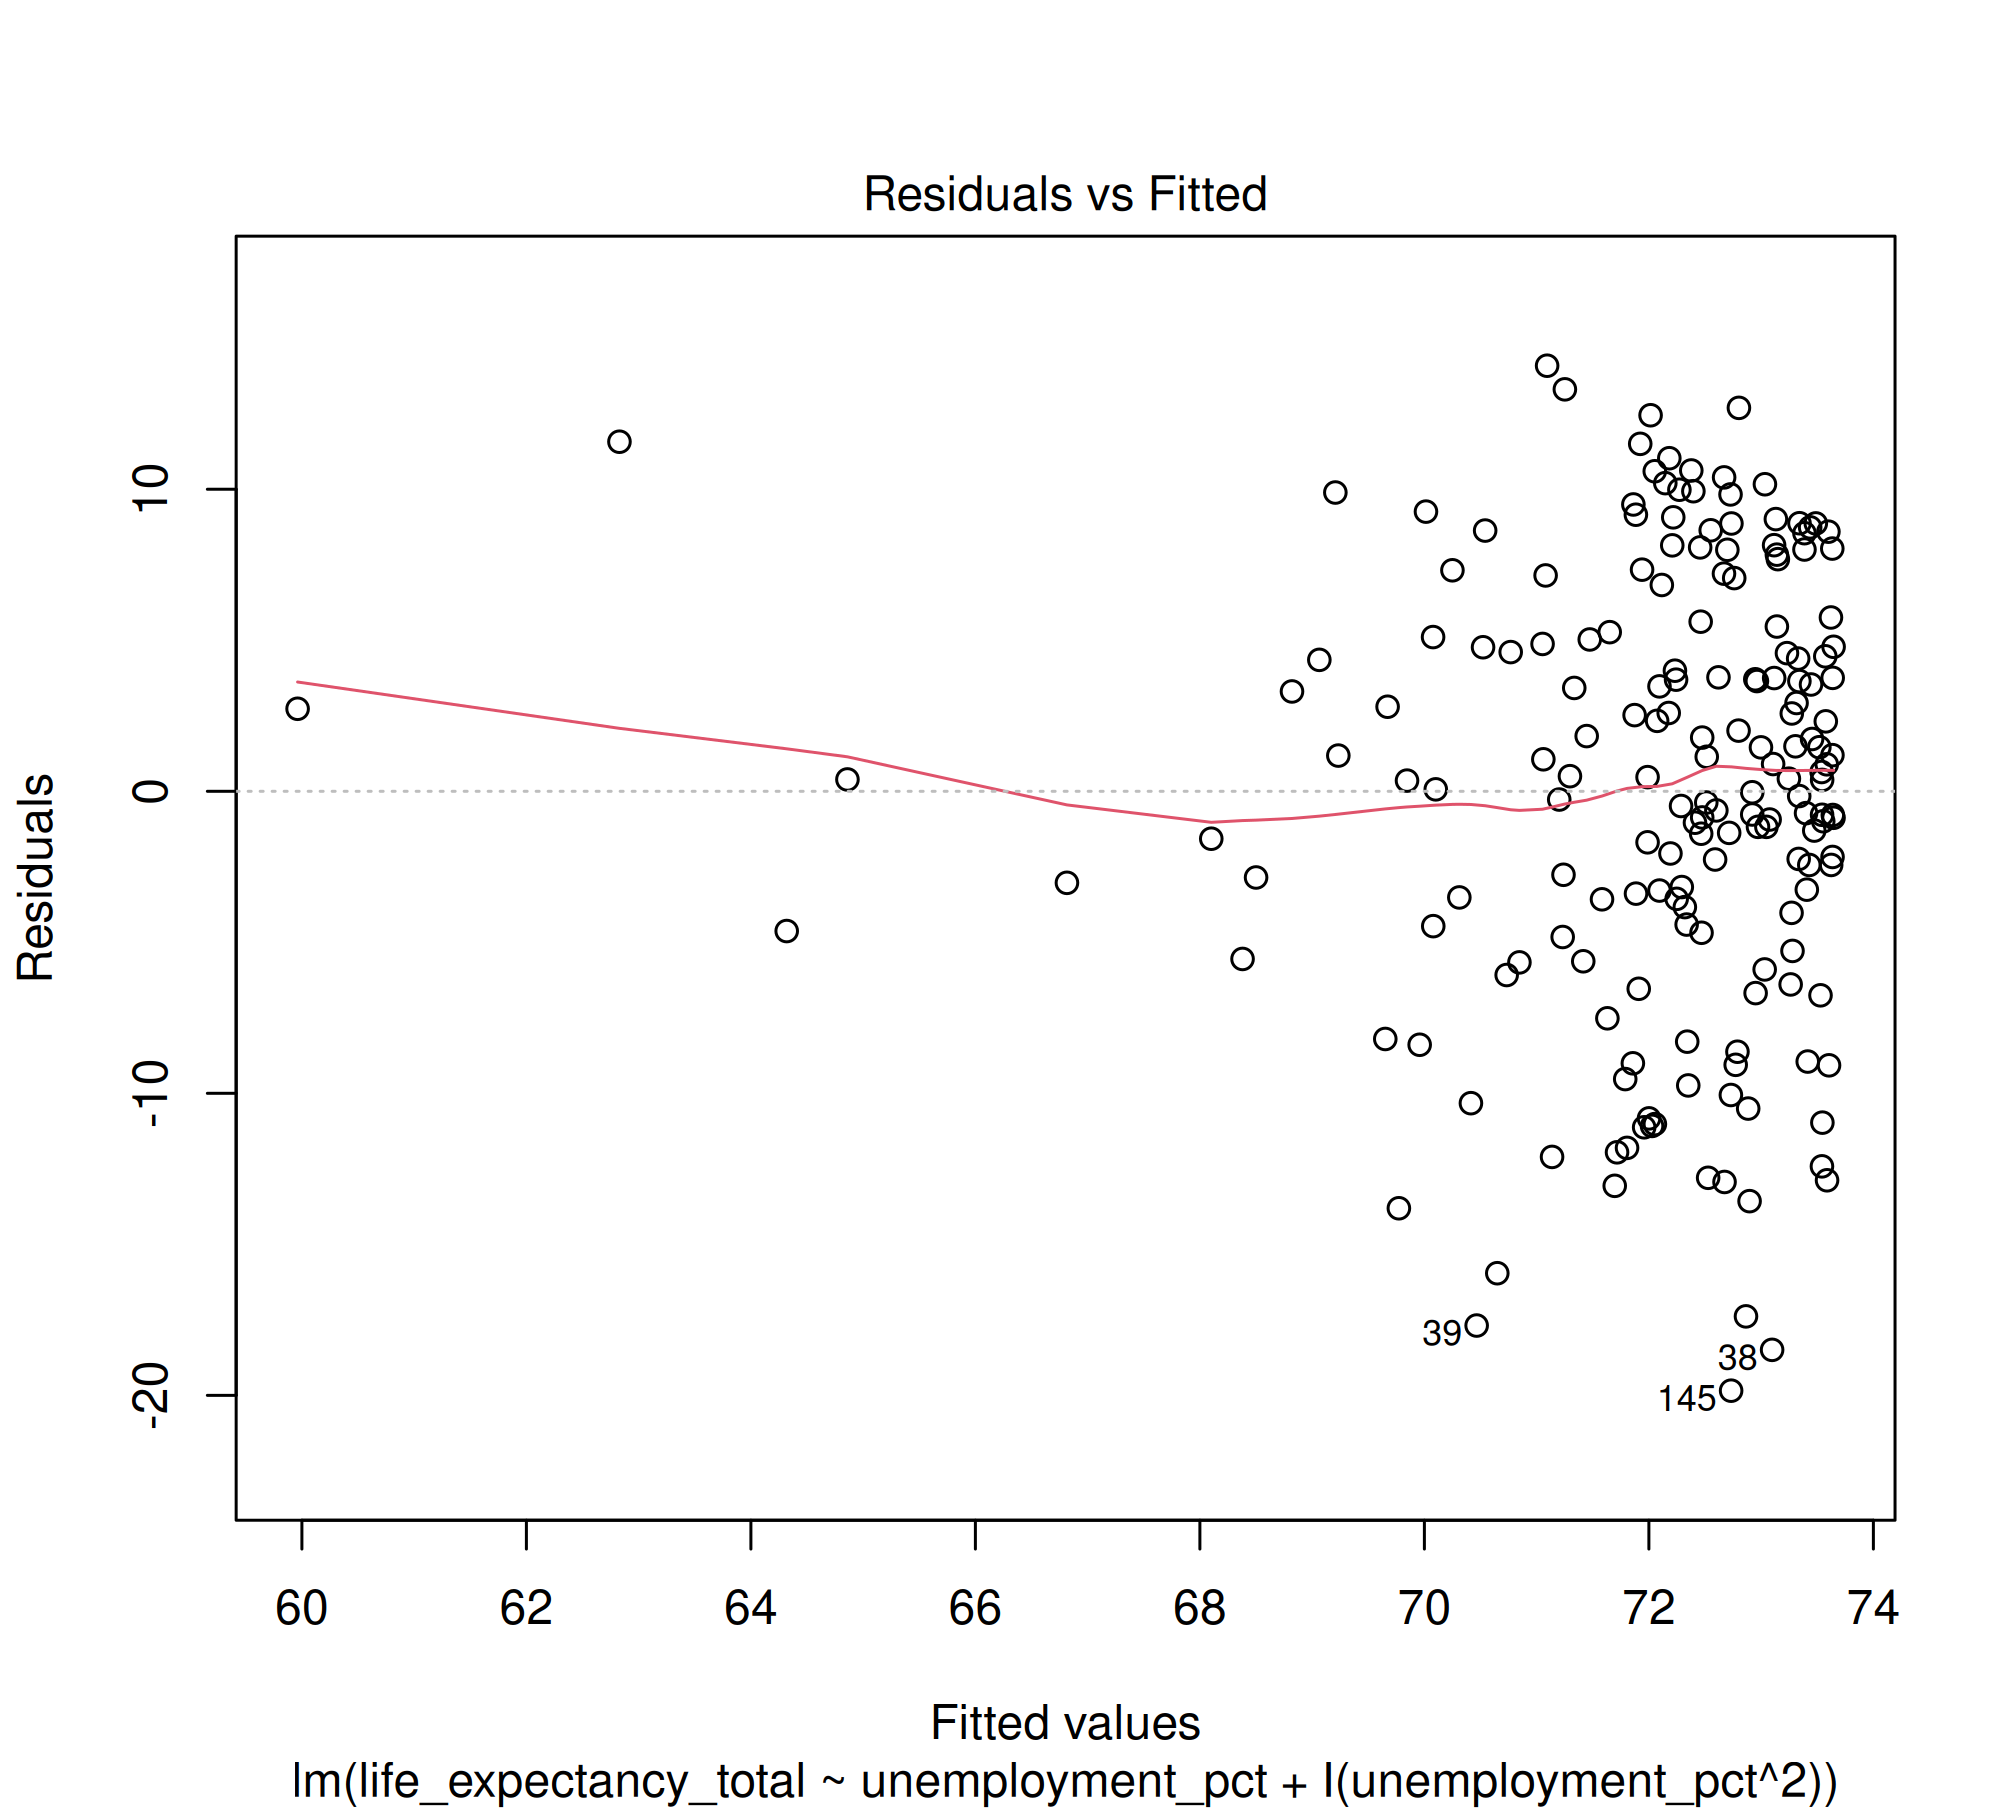 Residuals vs Fitted
Residuals
10
0
-10
-20
39
38
145
60 62 64 66 68 70 72 74
Fitted values
lm(life_expectancy_total ~ unemployment_pct + I(unemployment_pct^2))